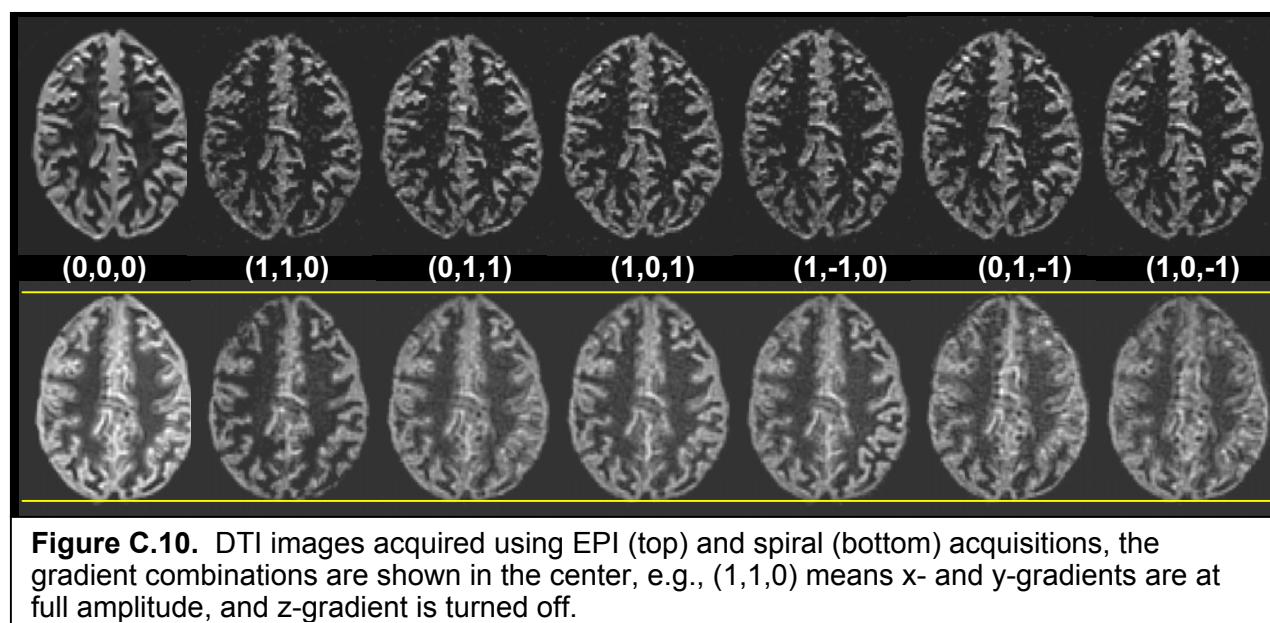 (0,0,0) (1,1,0) (0,1,1) (1,0,1) (1,-1,0) (0,1,-1) (1,0,-1)
Figure C.10. DTI images acquired using EPI (top) and spiral (bottom) acquisitions, the
gradient combinations are shown in the center, e.g., (1,1,0) means x- and y-gradients are at
full amplitude, and z-gradient is turned off.